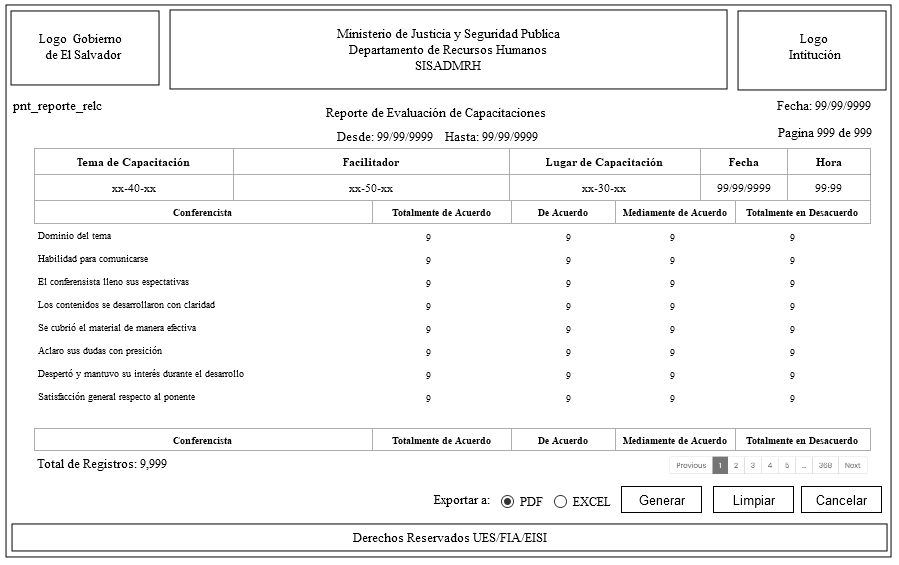 Logo Gobierno
de El Salvador
Ministerio de Justicia y Seguridad Publica
Departamento de Recursos Humanos
SISADMRH
Logo
Intitución
pnt_reporte_relc
Reporte de Evaluación de Capacitaciones
Fecha: 99/99/9999
Desde: 99/99/9999 Hasta: 99/99/9999
Pagina 999 de 999
Tema de Capacitación Facilitador Lugar de Capacitación Fecha Hora
xx-40-xx xx-50-xx xx-30-xx 99/99/9999 99:99
Conferencista Totalmente de Acuerdo De Acuerdo Mediamente de Acuerdo Totalmente en Desacuerdo
Dominio del tema 9 9 9 9
Habilidad para comunicarse 9 9 9 9
El conferensista lleno sus espectativas 9 9 9 9
Los contenidos se desarrollaron con claridad 9 9 9 9
Se cubrió el material de manera efectiva 9 9 9 9
Aclaro sus dudas con presición 9 9 9 9
Despertó y mantuvo su interés durante el desarrollo 9 9 9 9
Satisfacción general respecto al ponente 9 9 9 9
Conferencista Totalmente de Acuerdo De Acuerdo Mediamente de Acuerdo Totalmente en Desacuerdo
Total de Registros: 9,999 Previous 1 2 3 4 5 ... 368 Next
Exportar a: PDF EXCEL Generar Limpiar Cancelar
Derechos Reservados UES/FIA/EISI